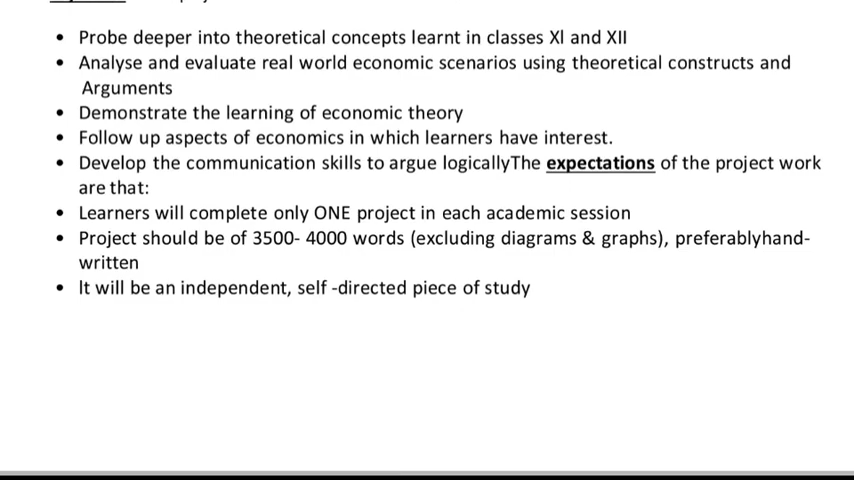 • Probe deeper into theoretical concepts learnt in classes Xl and XII
• Analyse and evaluate real world economic scenarios using theoretical constructs and
Arguments
• Demonstrate the learning of economic theory
• Follow up aspects of economics in which learners have interest.
• Develop the communication skills to argue logicallyThe expectations of the project work
are that:
• Learners will complete only ONE project in each academic session
• Project should be of 3500- 4000 words (excluding diagrams & graphs), preferablyhand-
written
• It will be an independent, self -directed piece of study